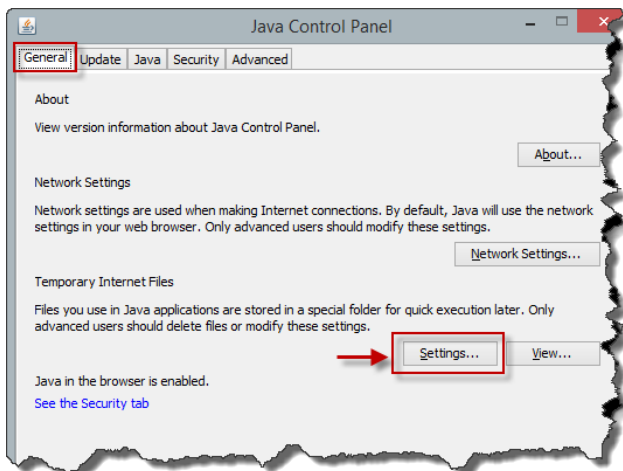 Java Control Panel
General Update Java Security Advanced
About
View version information about Java Control Panel.
About...
Network Settings
Network settings are used when making Internet connections. By default, Java will use the network
settings in your web browser. Only advanced users should modify these settings.
Network Settings...
Temporary Internet Files
Files you use in Java applications are stored in a special folder for quick execution later. Only
advanced users should delete files or modify these settings.
Settings... View...
Java in the browser is enabled.
See the Security tab